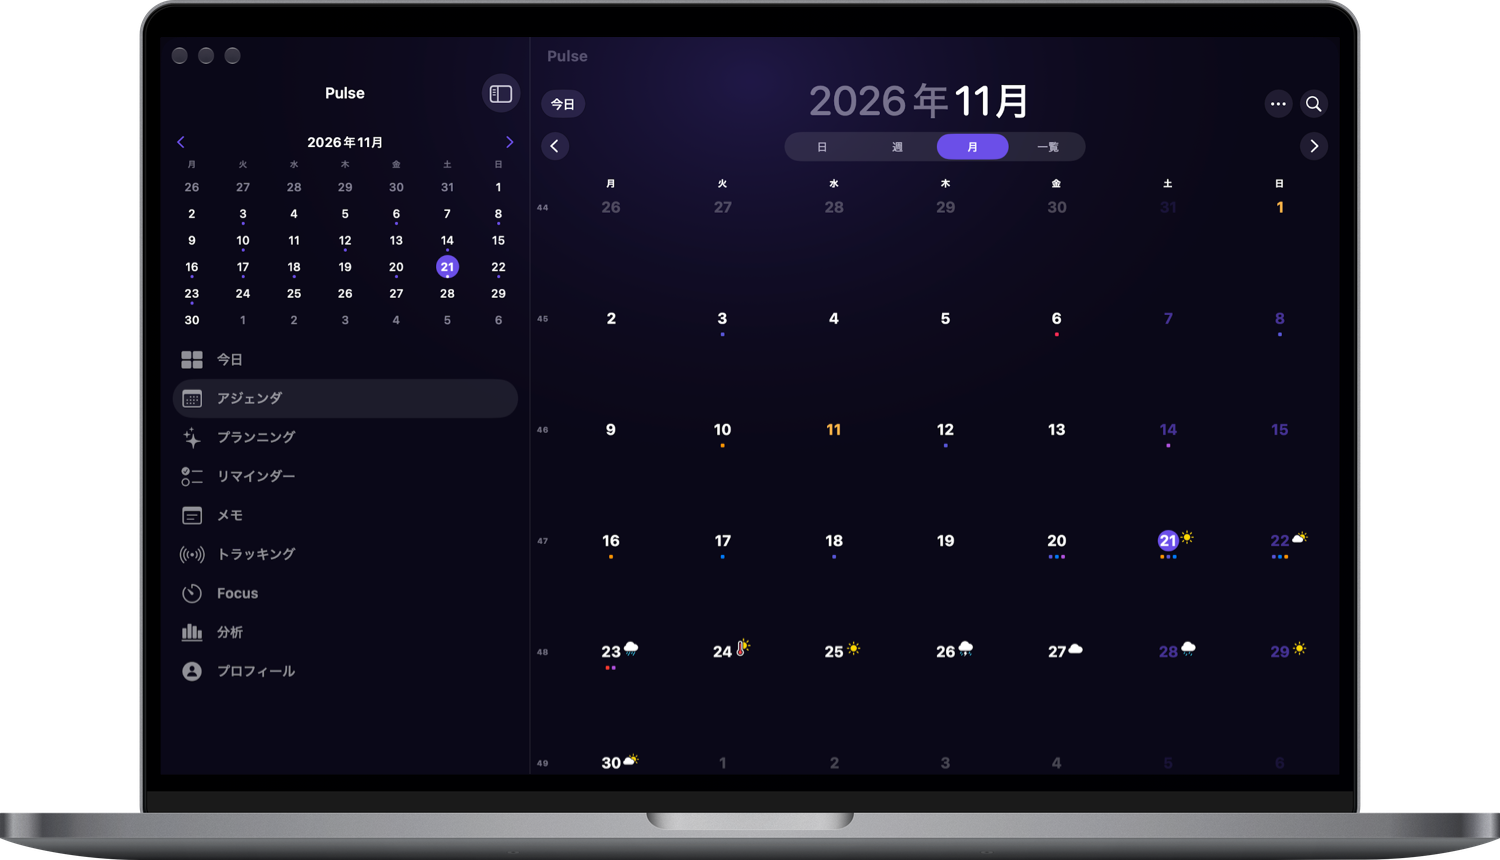 Pulse
2026年11月
月 火 水 木 金 土 日
26 27 28 29 30 31 1
2 3 4 5 6 7 8
9 10 11 12 13 14 15
16 17 18 19 20 21 22
23 24 25 26 27 28 29
30 1 2 3 4 5 6
今日
アジェンダ
プランニング
リマインダー
メモ
トラッキング
Focus
分析
プロフィール
Pulse
今日
2026年11月
日 週 月 一覧
月 火 水 木 金 土 日
44 26 27 28 29 30 31 1
45 2 3 4 5 6 7 8
46 9 10 11 12 13 14 15
47 16 17 18 19 20 21 22
48 23 24 25 26 27 28 29
49 30 1 2 3 4 5 6